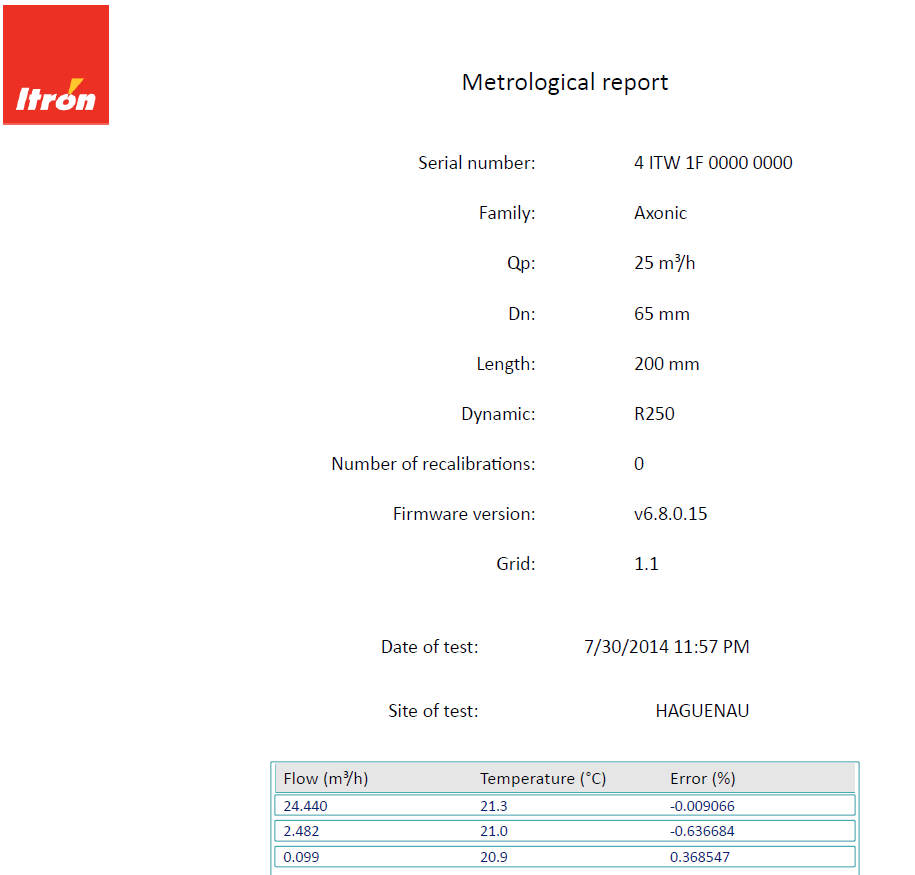 Itron
Metrological report
Serial number: 4 ITW 1F 0000 0000
Family: Axonic
Qp: 25 m³/h
Dn: 65 mm
Length: 200 mm
Dynamic: R250
Number of recalibrations: 0
Firmware version: v6.8.0.15
Grid: 1.1
Date of test: 7/30/2014 11:57 PM
Site of test: HAGUENAU
Flow (m³/h) Temperature (°C) Error (%)
24.440 21.3 -0.009066
2.482 21.0 -0.636684
0.099 20.9 0.368547